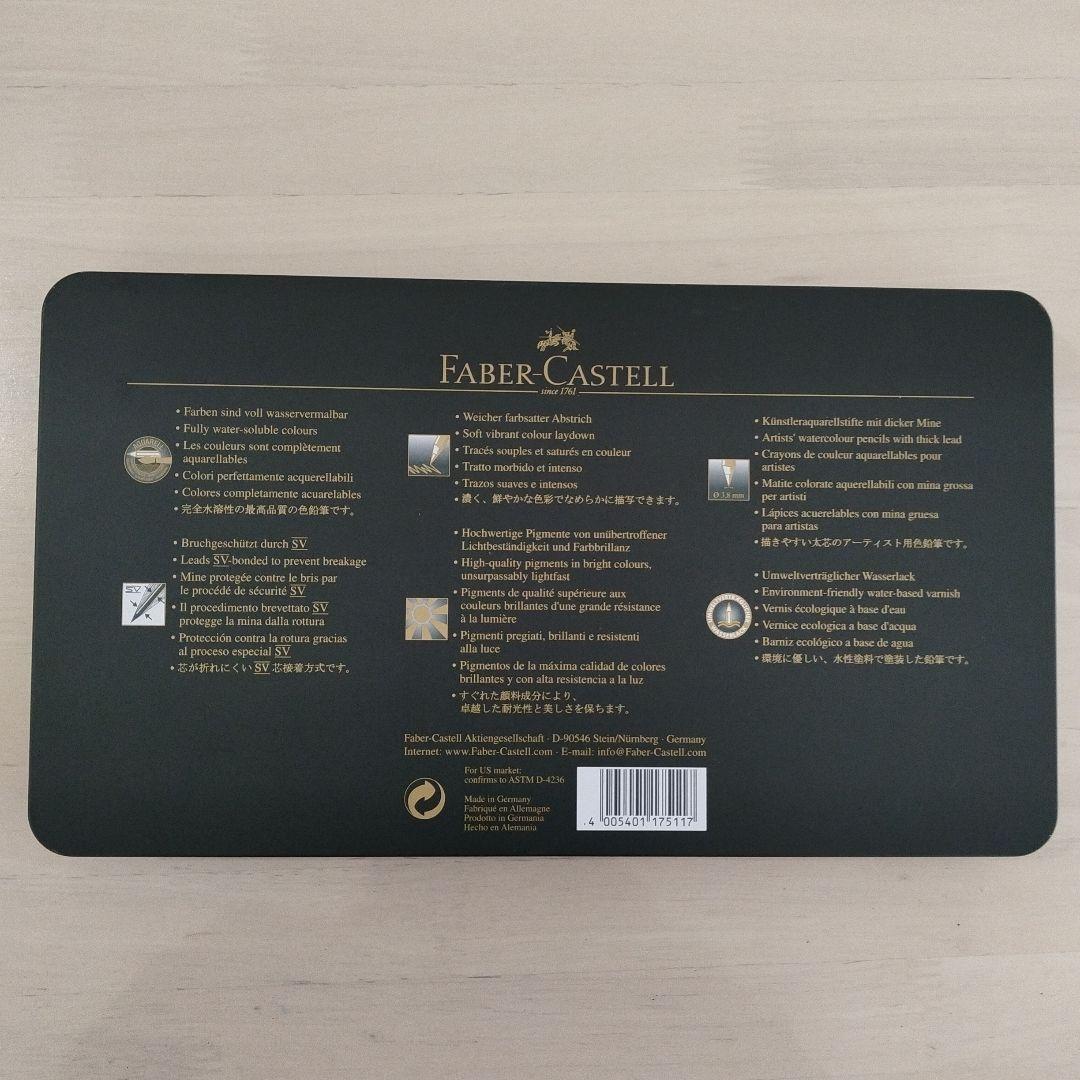 FABER-CASTELL
since 1761
• Farben sind voll wasservermalbar
• Fully water-soluble colours
• Les couleurs sont complètement
aquarellables
• Colori perfettamente acquerellabili
• Colores completamente acuarelables
• 完全水溶性の最高品質の色鉛筆です。
AQUARELL
• Bruchgeschützt durch SV
• Leads SV-bonded to prevent breakage
• Mine protegée contre le bris par
le procédé de sécurité SV
• Il procedimento brevettato SV
protegge la mina dalla rottura
• Protección contra la rotura gracias
al proceso especial SV
• 芯が折れにくい SV 芯接着方式です。
SV
• Weicher farbsatter Abstrich
• Soft vibrant colour laydown
• Tracés souples et saturés en couleur
• Tratto morbido et intenso
• Trazos suaves e intensos
• 濃く、鮮やかな色彩でなめらかに描写できます。
• Hochwertige Pigmente von unübertroffener
Lichtbeständigkeit und Farbbrillanz
• High-quality pigments in bright colours,
unsurpassably lightfast
• Pigments de qualité supérieure aux
couleurs brillantes d'une grande résistance
à la lumière
• Pigmenti pregiati, brillanti e resistenti
alla luce
• Pigmentos de la máxima calidad de colores
brillantes y con alta resistencia a la luz
• すぐれた顔料成分により、
卓越した耐光性と美しさを保ちます。
• Künstleraquarellstifte mit dicker Mine
• Artists' watercolour pencils with thick lead
• Crayons de couleur aquarellables pour
artistes
• Matite colorate aquerellabili con mina grossa
per artisti
• Lápices acuerelables con mina gruesa
para artistas
• 描きやすい太芯のアーティスト用色鉛筆です。
Ø 3,8 mm
• Umweltverträglicher Wasserlack
• Environment-friendly water-based varnish
• Vernis écologique à base d'eau
• Vernice ecologica a base d'acqua
• Barniz ecológico a base de agua
• 環境に優しい、水性塗料で塗装した鉛筆です。
Faber-Castell Aktiengesellschaft · D-90546 Stein/Nürnberg · Germany
Internet: www.Faber-Castell.com · E-mail: info@Faber-Castell.com
For US market:
confirms to ASTM D-4236
Made in Germany
Fabriqué en Allemagne
Prodotto in Germania
Hecho en Alemania
4 005401 175117